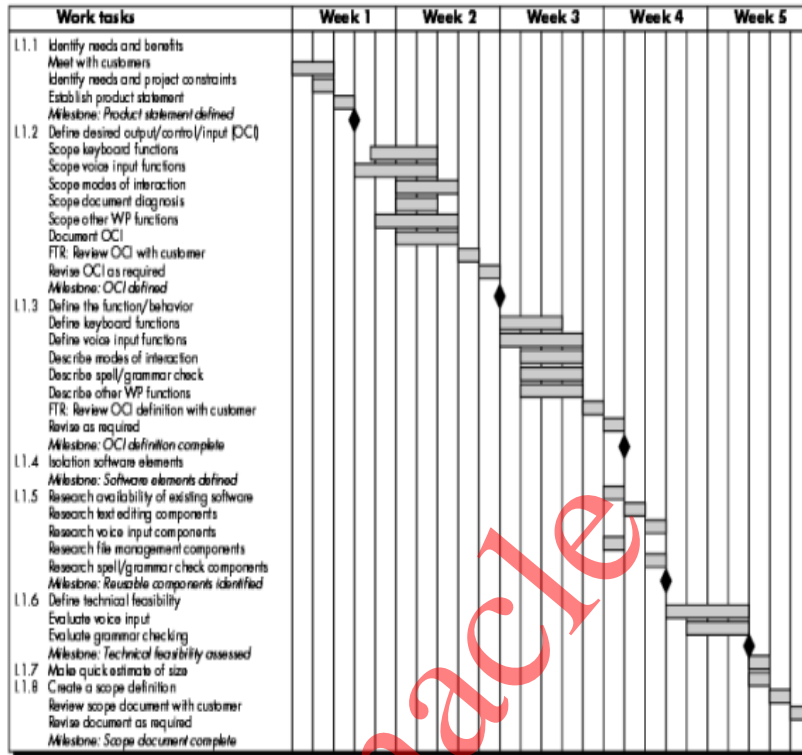 Work tasks Week 1 Week 2 Week 3 Week 4 Week 5
I.1.1 Identify needs and benefits
Meet with customers
Identify needs and project constraints
Establish product statement
Milestone: Product statement defined
I.1.2 Define desired output/control/input (OCI)
Scope keyboard functions
Scope voice input functions
Scope modes of interaction
Scope document diagnosis
Scope other WP functions
Document OCI
FTR: Review OCI with customer
Revise OCI as required
Milestone: OCI defined
I.1.3 Define the function/behavior
Define keyboard functions
Define voice input functions
Describe modes of interaction
Describe spell/grammar check
Describe other WP functions
FTR: Review OCI definition with customer
Revise as required
Milestone: OCI definition complete
I.1.4 Isolation software elements
Milestone: Software elements defined
I.1.5 Research availability of existing software
Research text editing components
Research voice input components
Research file management components
Research spell/grammar check components
Milestone: Reusable components identified
I.1.6 Define technical feasibility
Evaluate voice input
Evaluate grammar checking
Milestone: Technical feasibility assessed
I.1.7 Make quick estimate of size
I.1.8 Create a scope definition
Review scope document with customer
Revise document as required
Milestone: Scope document complete